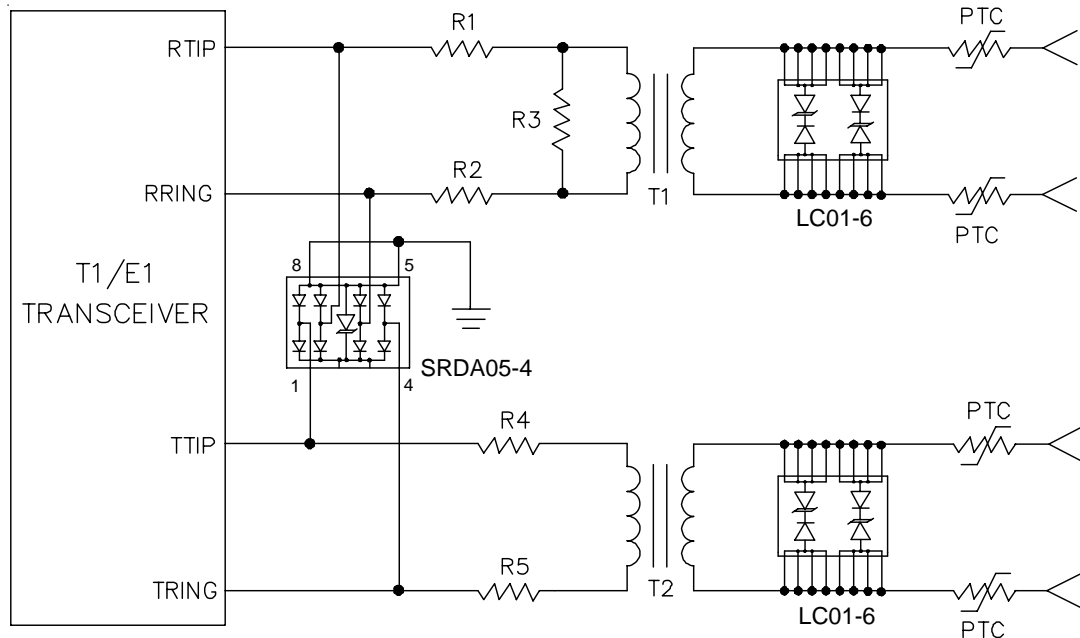 PTC
R1
RTIP
R3
R2
RRING
T1
LC01-6
PTC
8
5
T1/E1
TRANSCEIVER
SRDA05-4
1
4
PTC
R4
TTIP
R5
TRING
T2
LC01-6
PTC